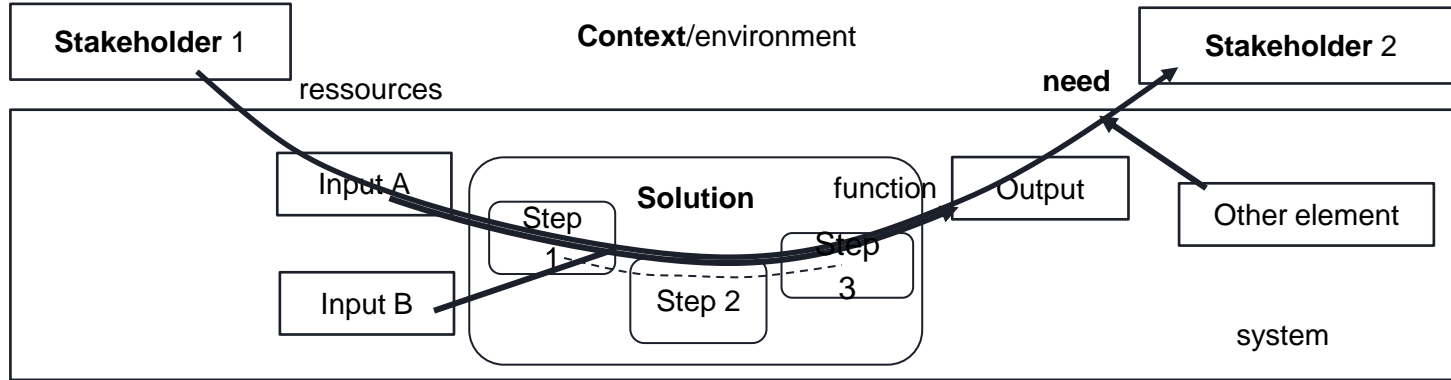 Stakeholder 1
Context/environment
Stakeholder 2
ressources
need
Input A
Solution
function
Output
Other element
Step
1
Step
3
Input B
Step 2
system